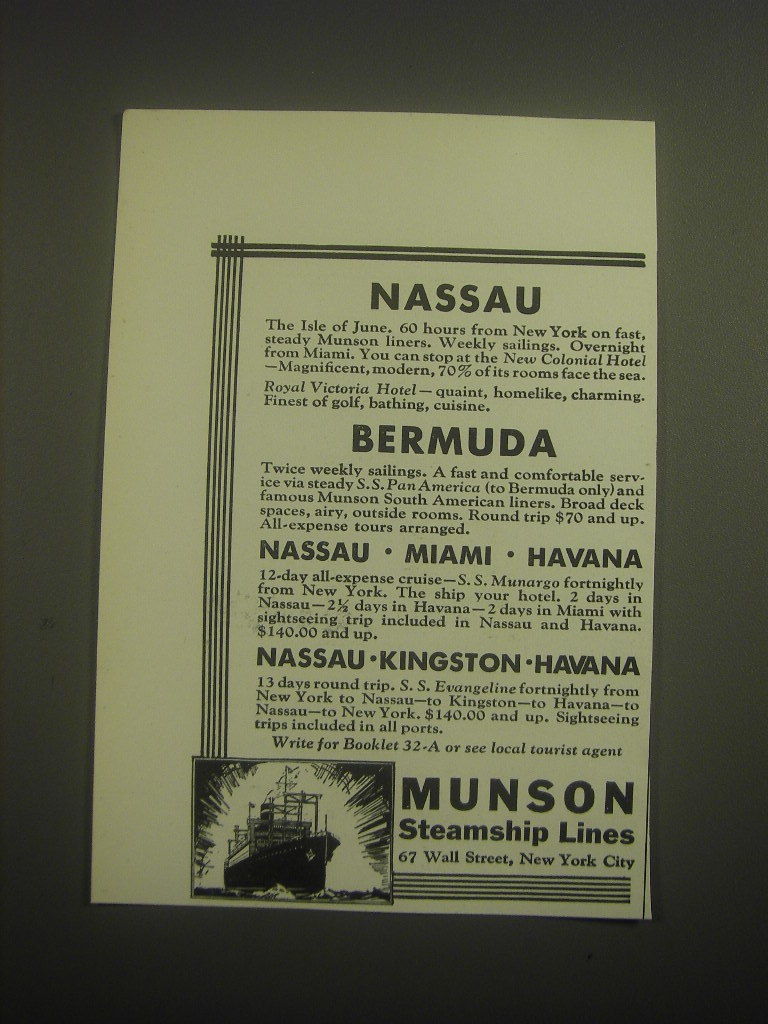 NASSAU
The Isle of June. 60 hours from New York on fast,
steady Munson liners. Weekly sailings. Overnight
from Miami. You can stop at the New Colonial Hotel
—Magnificent, modern, 70% of its rooms face the sea.
Royal Victoria Hotel — quaint, homelike, charming.
Finest of golf, bathing, cuisine.
BERMUDA
Twice weekly sailings. A fast and comfortable serv-
ice via steady S.S. Pan America (to Bermuda only) and
famous Munson South American liners. Broad deck
spaces, airy, outside rooms. Round trip $70 and up.
All-expense tours arranged.
NASSAU • MIAMI • HAVANA
12-day all-expense cruise—S. S. Munargo fortnightly
from New York. The ship your hotel. 2 days in
Nassau—2½ days in Havana—2 days in Miami with
sightseeing trip included in Nassau and Havana.
$140.00 and up.
NASSAU • KINGSTON • HAVANA
13 days round trip. S. S. Evangeline fortnightly from
New York to Nassau—to Kingston—to Havana—to
Nassau—to New York. $140.00 and up. Sightseeing
trips included in all ports.
Write for Booklet 32-A or see local tourist agent
MUNSON
Steamship Lines
67 Wall Street, New York City